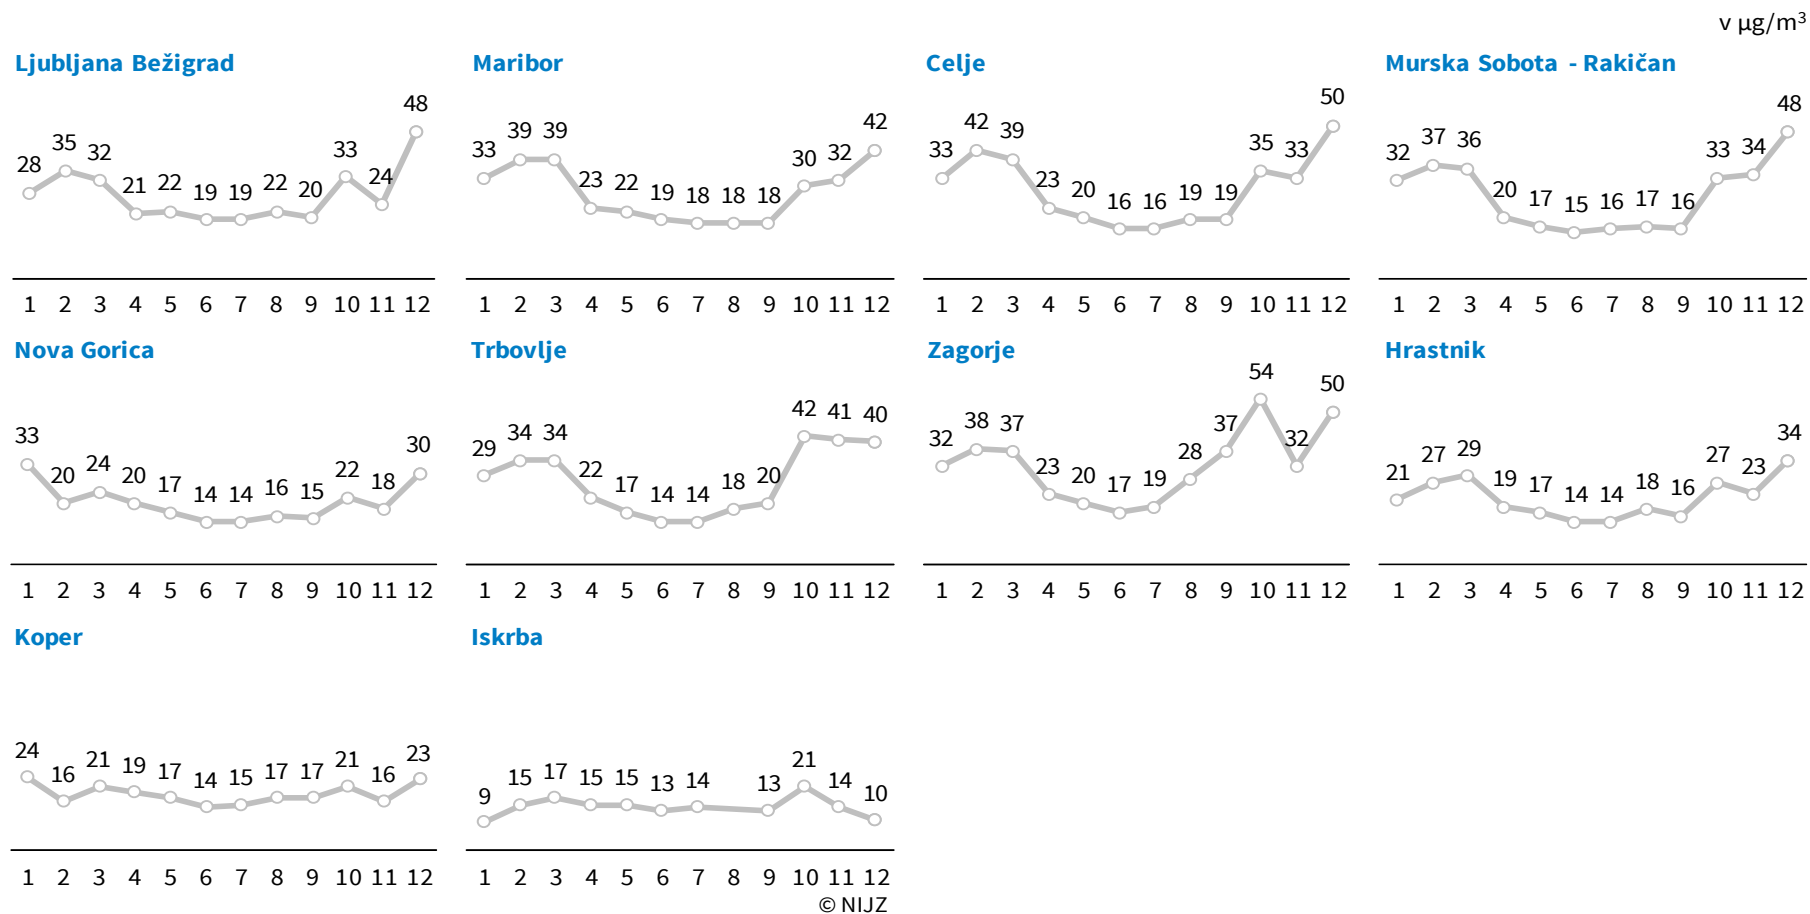 v µg/m³
Ljubljana Bežigrad
28 35 32 21 22 19 19 22 20 33 24 48
1 2 3 4 5 6 7 8 9 10 11 12
Maribor
33 39 39 23 22 19 18 18 18 30 32 42
1 2 3 4 5 6 7 8 9 10 11 12
Celje
33 42 39 23 20 16 16 19 19 35 33 50
1 2 3 4 5 6 7 8 9 10 11 12
Murska Sobota - Rakičan
32 37 36 20 17 15 16 17 16 33 34 48
1 2 3 4 5 6 7 8 9 10 11 12
Nova Gorica
33 20 24 20 17 14 14 16 15 22 18 30
1 2 3 4 5 6 7 8 9 10 11 12
Trbovlje
29 34 34 22 17 14 14 18 20 42 41 40
1 2 3 4 5 6 7 8 9 10 11 12
Zagorje
32 38 37 23 20 17 19 28 37 54 32 50
1 2 3 4 5 6 7 8 9 10 11 12
Hrastnik
21 27 29 19 17 14 14 18 16 27 23 34
1 2 3 4 5 6 7 8 9 10 11 12
Koper
24 16 21 19 17 14 15 17 17 21 16 23
1 2 3 4 5 6 7 8 9 10 11 12
Iskrba
9 15 17 15 15 13 14 13 21 14 10
1 2 3 4 5 6 7 8 9 10 11 12
© NIJZ